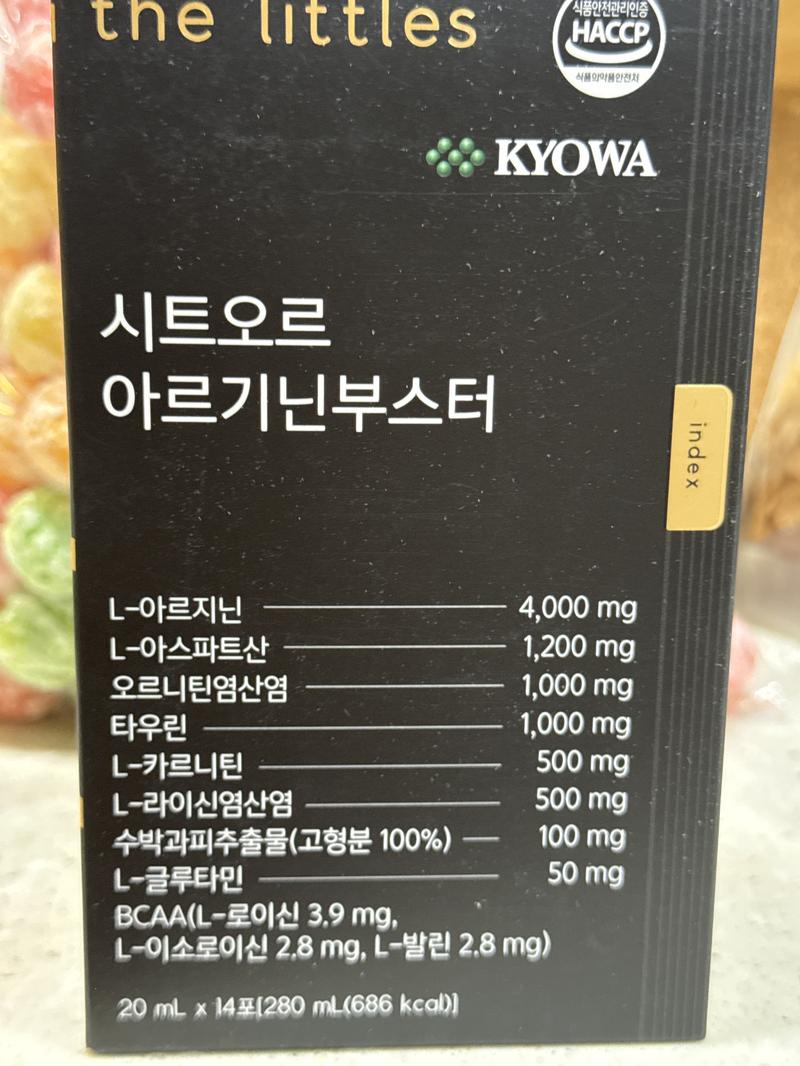 the littles
식품안전관리인증
HACCP
식품의약품안전처
KYOWA
시트오르
아르기닌부스터
index
L-아르지닌 4,000 mg
L-아스파트산 1,200 mg
오르니틴염산염 1,000 mg
타우린 1,000 mg
L-카르니틴 500 mg
L-라이신염산염 500 mg
수박과피추출물(고형분 100%) 100 mg
L-글루타민 50 mg
BCAA(L-로이신 3.9 mg,
L-이소로이신 2.8 mg, L-발린 2.8 mg)
20 mL x 14포[280 mL(686 kcal)]